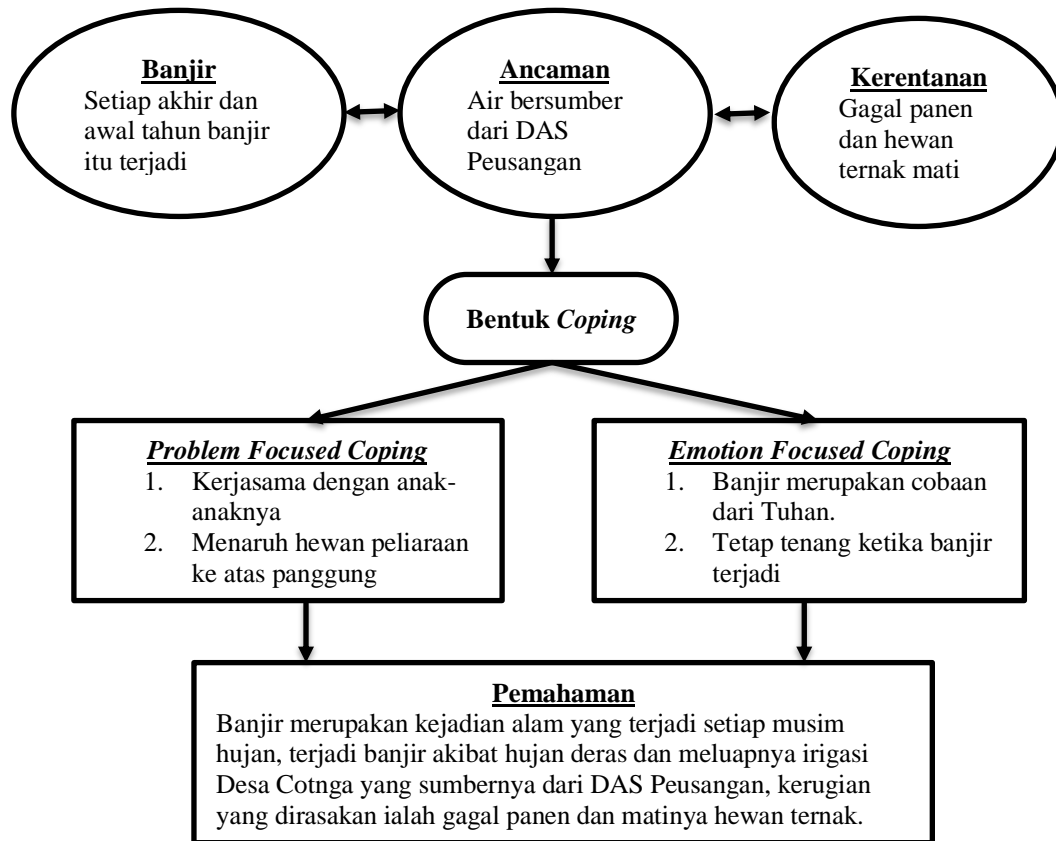 Banjir
Setiap akhir dan
awal tahun banjir
itu terjadi
Ancaman
Air bersumber
dari DAS
Peusangan
Kerentanan
Gagal panen
dan hewan
ternak mati
Bentuk Coping
Problem Focused Coping
1. Kerjasama dengan anak-
anaknya
2. Menaruh hewan peliaraan
ke atas panggung
Emotion Focused Coping
1. Banjir merupakan cobaan
dari Tuhan.
2. Tetap tenang ketika banjir
terjadi
Pemahaman
Banjir merupakan kejadian alam yang terjadi setiap musim
hujan, terjadi banjir akibat hujan deras dan meluapnya irigasi
Desa Cotnga yang sumbernya dari DAS Peusangan, kerugian
yang dirasakan ialah gagal panen dan matinya hewan ternak.